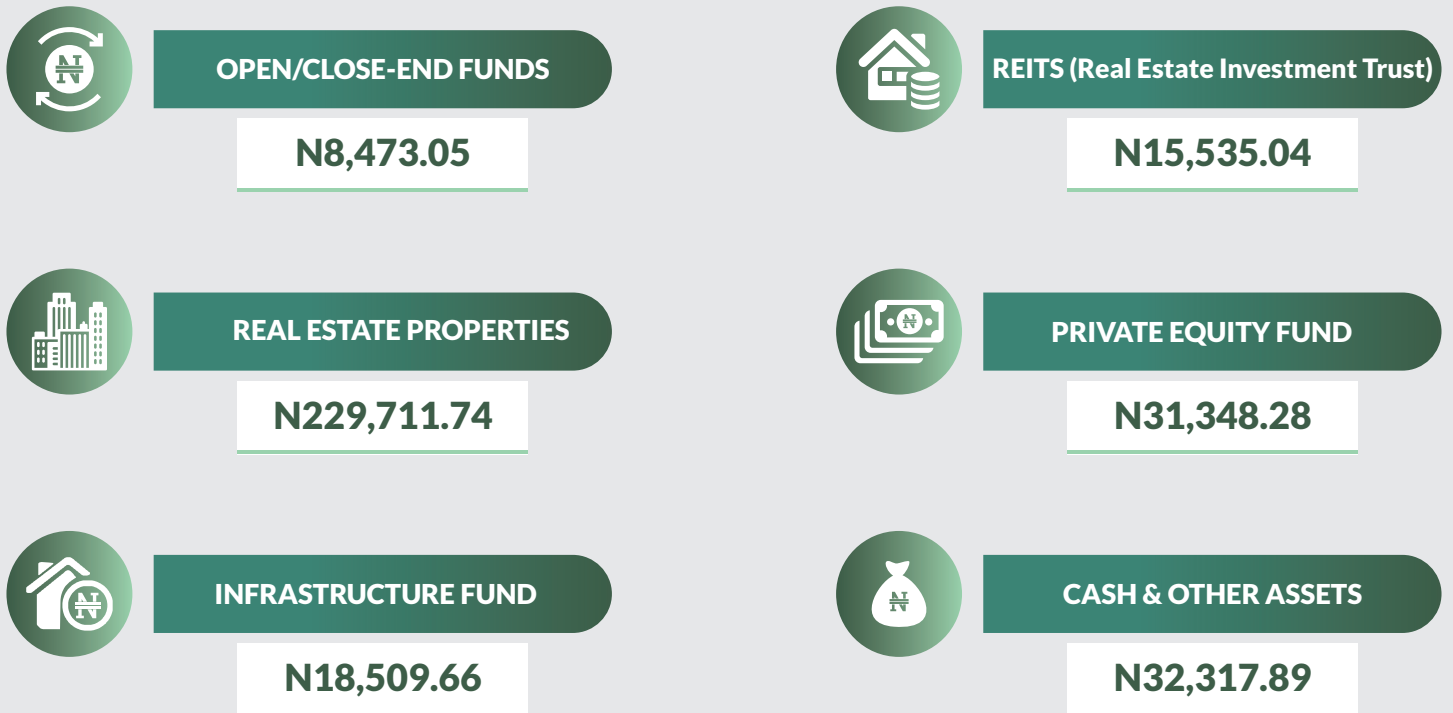 OPEN/CLOSE-END FUNDS
N8,473.05
REITS (Real Estate Investment Trust)
N15,535.04
REAL ESTATE PROPERTIES
N229,711.74
PRIVATE EQUITY FUND
N31,348.28
INFRASTRUCTURE FUND
N18,509.66
CASH & OTHER ASSETS
N32,317.89